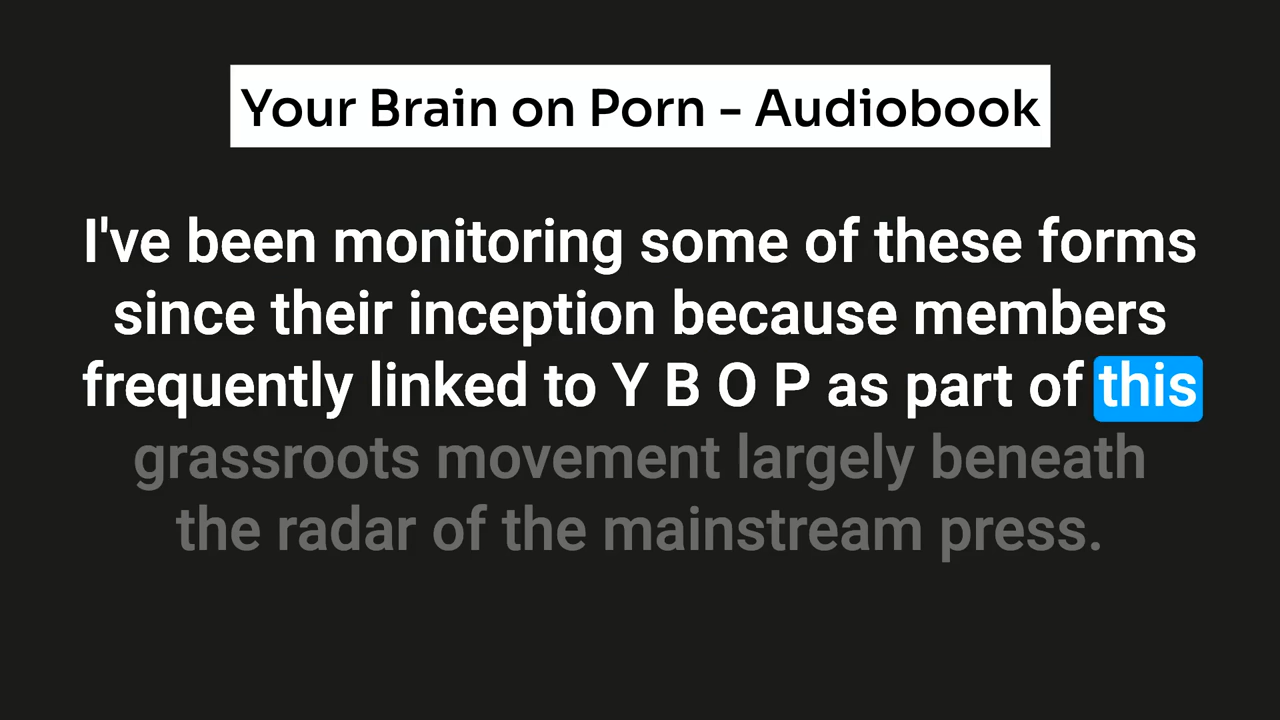 Your Brain on Porn - Audiobook
I've been monitoring some of these forms
since their inception because members
frequently linked to Y B O P as part of this
grassroots movement largely beneath
the radar of the mainstream press.